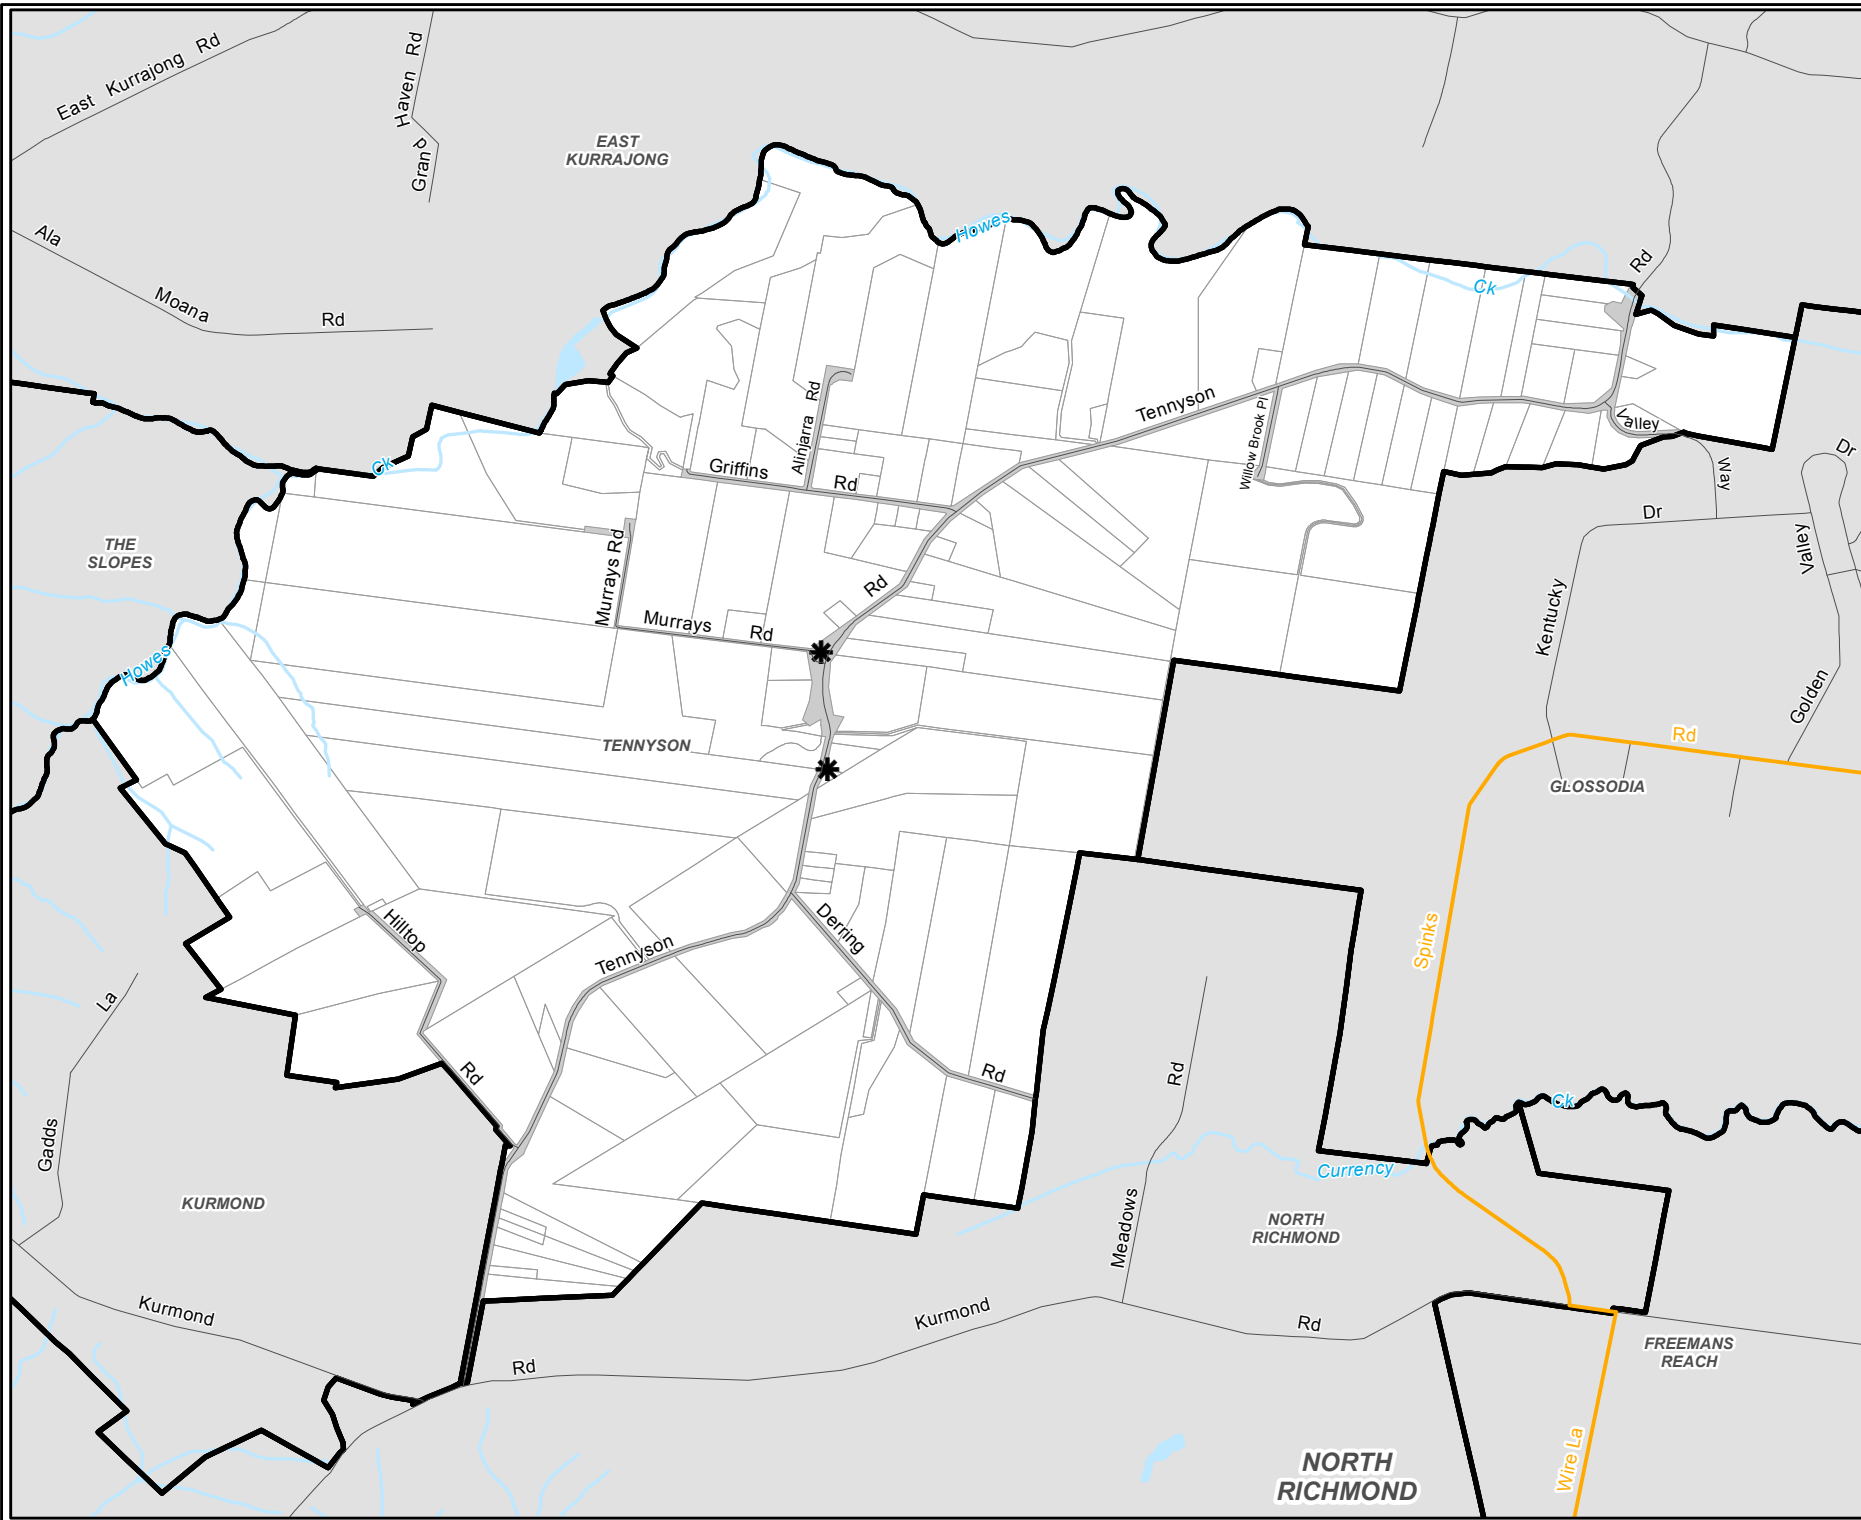 East Kurrajong Rd
Haven Rd
Gran
d
EAST
KURRAJONG
Ala
Moana
Rd
Howes
Ck
Rd
Tennyson
Alinjarra Rd
Willow Brook Pl
Valley
Way
Dr
Griffins
Rd
Ck
THE
SLOPES
Murrays Rd
Murrays
Rd
Rd
Dr
Valley
Kentucky
Golden
Howes
TENNYSON
Rd
GLOSSODIA
Spinks
Hilltop
Tennyson
Derring
La
Rd
Rd
Rd
Gadds
Ck
Currency
KURMOND
Meadows
NORTH
RICHMOND
Kurmond
Kurmond
Rd
Rd
FREEMANS
REACH
Wire La
NORTH
RICHMOND